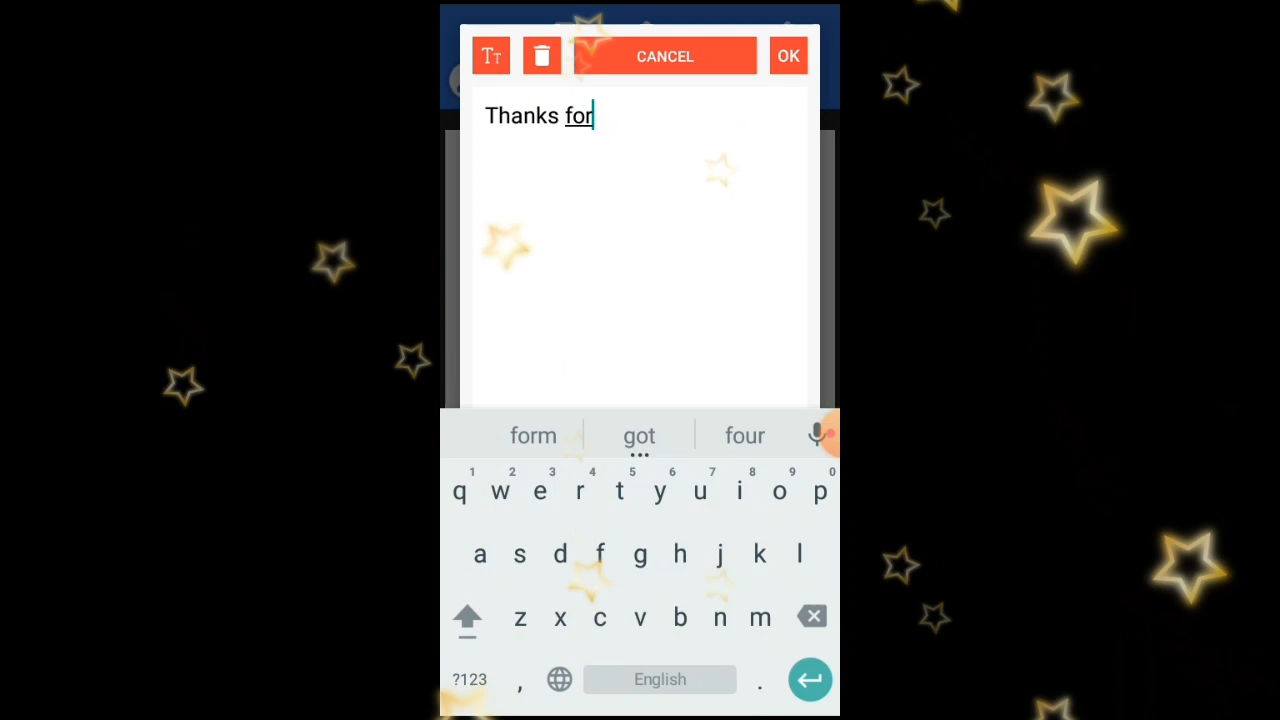 TT CANCEL OK
Thanks for
form got four
1 2 3 4 5 6 7 8 9 0
q w e r t y u i o p
a s d f g h j k l
z x c v b n m
?123 , English .